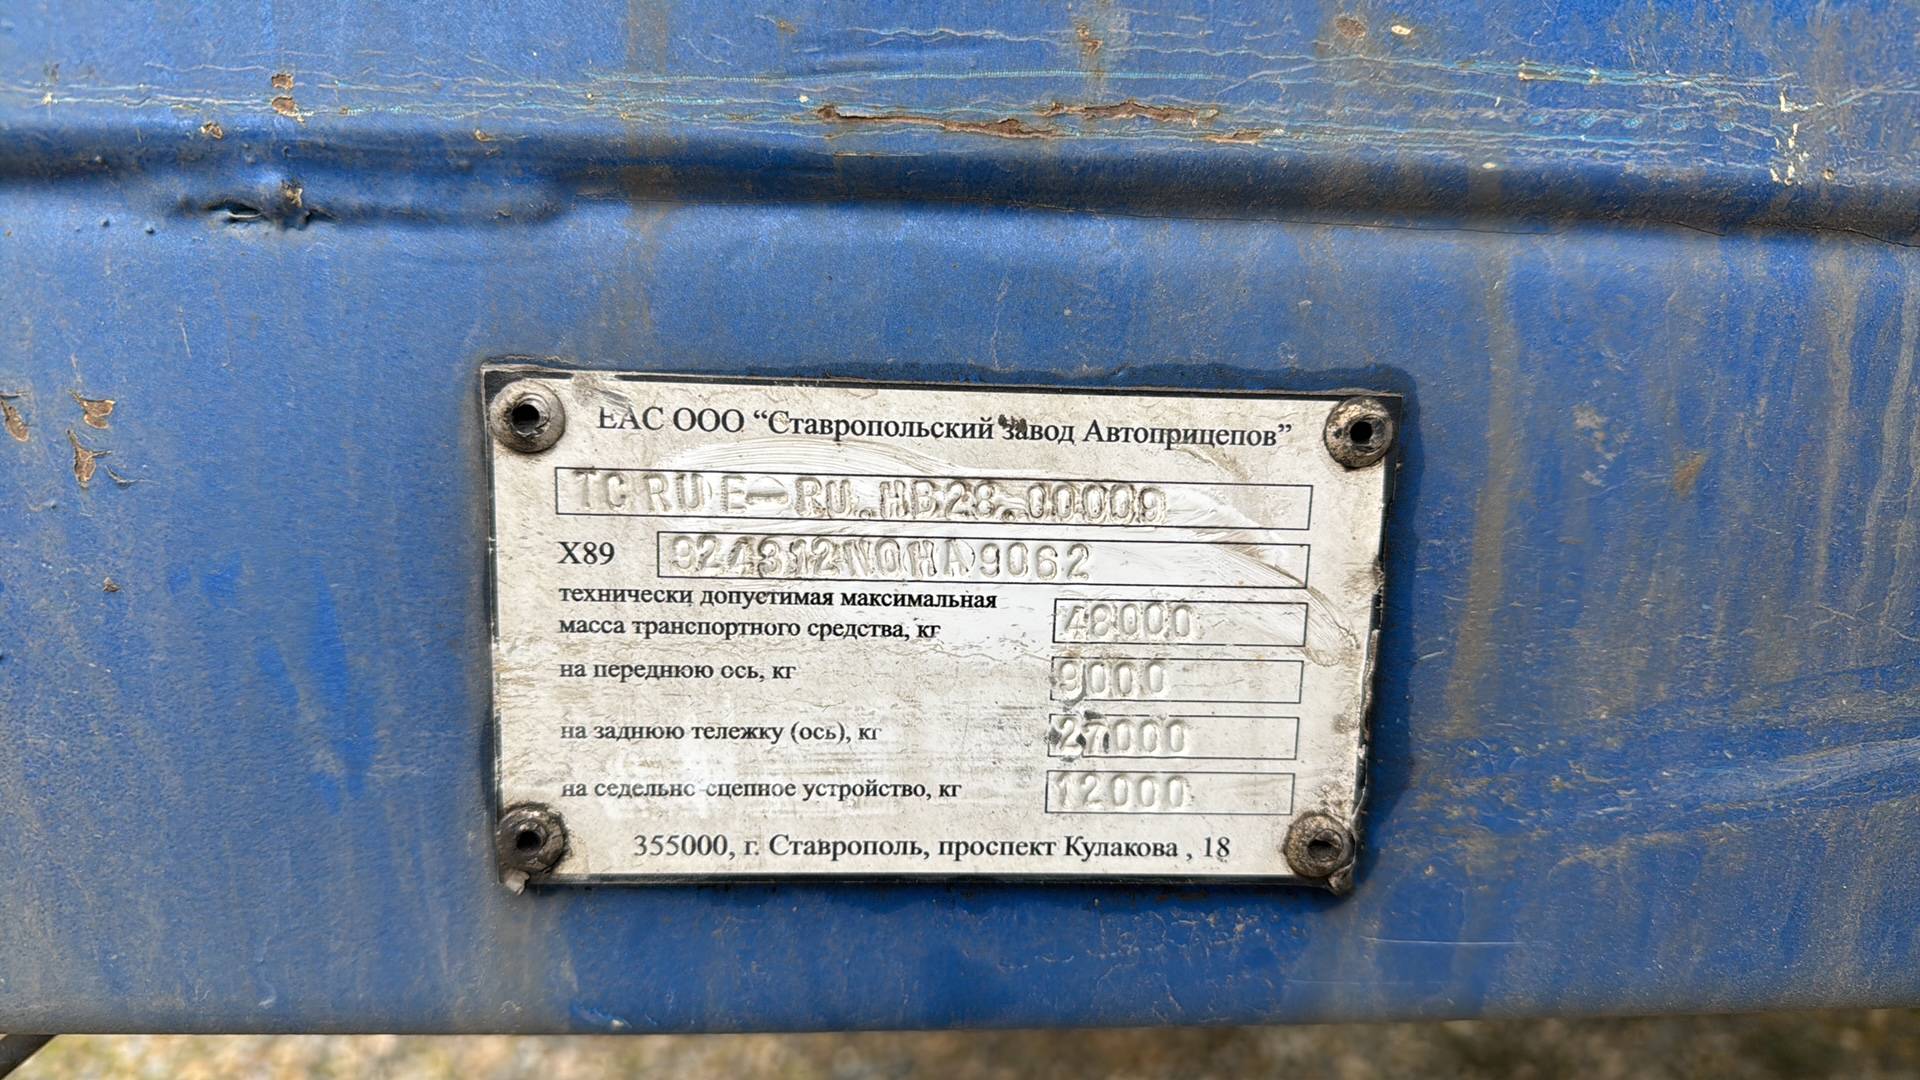 ЕАС ООО “Ставропольский завод Автоприцепов”
TC RU E-RU.HB28.00009
X89 924312N0HA9062
технически допустимая максимальная
масса транспортного средства, кг 48000
на переднюю ось, кг 9000
на заднюю тележку (ось), кг 27000
на седельно-сцепное устройство, кг 12000
355000, г. Ставрополь, проспект Кулакова , 18